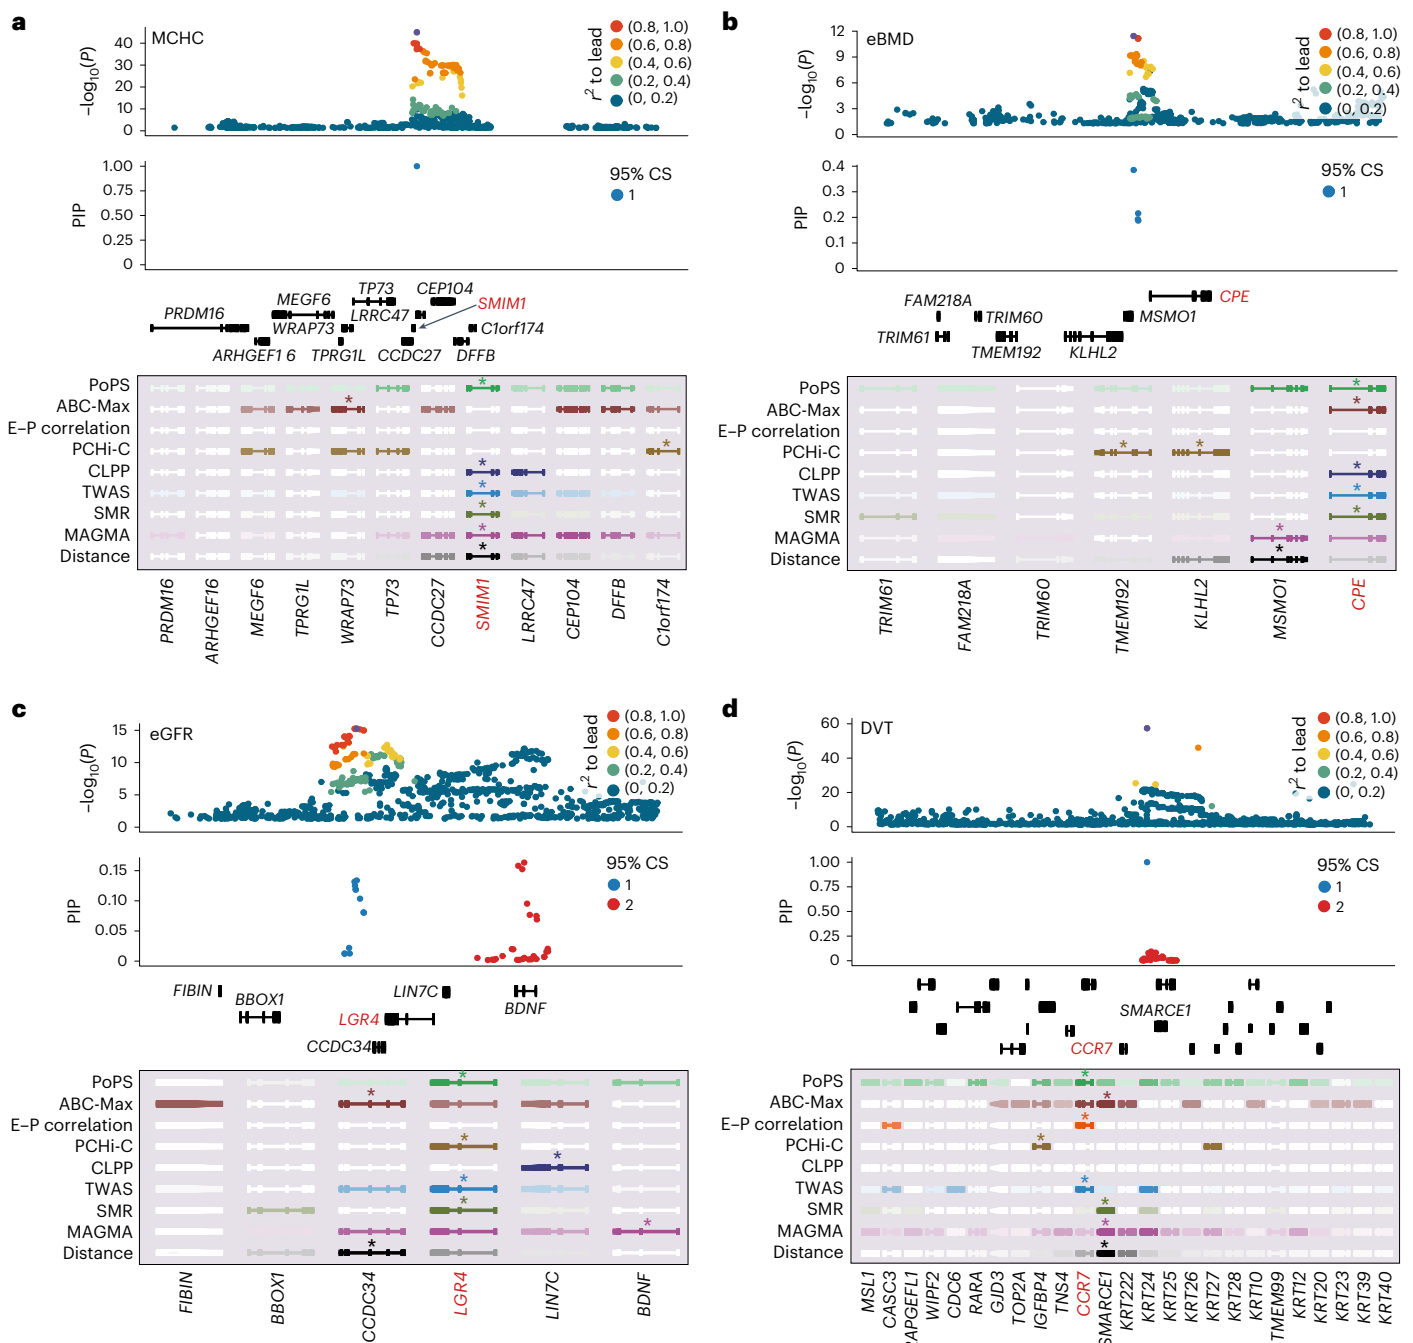 a
MCHC
−log10(P)
40
30
20
10
0
r2 to lead
(0.8, 1.0)
(0.6, 0.8)
(0.4, 0.6)
(0.2, 0.4)
(0, 0.2)
PIP
1.00
0.75
0.50
0.25
0
95% CS
1
TP73
CEP104
MEGF6
SMIM1
PRDM16
LRRC47
WRAP73
C1orf174
ARHGEF1 6
TPRG1L
CCDC27
DFFB
PoPS
ABC-Max
E–P correlation
PCHi-C
CLPP
TWAS
SMR
MAGMA
Distance
PRDM16
ARHGEF16
MEGF6
TPRG1L
WRAP73
TP73
CCDC27
SMIM1
LRRC47
CEP104
DFFB
C1orf174
b
eBMD
−log10(P)
12
9
6
3
0
r2 to lead
(0.8, 1.0)
(0.6, 0.8)
(0.4, 0.6)
(0.2, 0.4)
(0, 0.2)
PIP
0.4
0.3
0.2
0.1
0
95% CS
1
CPE
FAM218A
TRIM60
MSMO1
TRIM61
TMEM192
KLHL2
PoPS
ABC-Max
E–P correlation
PCHi-C
CLPP
TWAS
SMR
MAGMA
Distance
TRIM61
FAM218A
TRIM60
TMEM192
KLHL2
MSMO1
CPE
c
eGFR
−log10(P)
15
10
5
0
r2 to lead
(0.8, 1.0)
(0.6, 0.8)
(0.4, 0.6)
(0.2, 0.4)
(0, 0.2)
PIP
0.15
0.10
0.05
0
95% CS
1
2
FIBIN
LIN7C
BBOX1
BDNF
LGR4
CCDC34
PoPS
ABC-Max
E–P correlation
PCHi-C
CLPP
TWAS
SMR
MAGMA
Distance
FIBIN
BBOX1
CCDC34
LGR4
LIN7C
BDNF
d
DVT
−log10(P)
60
40
20
0
r2 to lead
(0.8, 1.0)
(0.6, 0.8)
(0.4, 0.6)
(0.2, 0.4)
(0, 0.2)
PIP
1.00
0.75
0.50
0.25
0
95% CS
1
2
SMARCE1
CCR7
PoPS
ABC-Max
E–P correlation
PCHi-C
CLPP
TWAS
SMR
MAGMA
Distance
MSL1
CASC3
RAPGEFL1
WIPF2
CDC6
RARA
GJD3
TOP2A
IGFBP4
TNS4
CCR7
SMARCE1
KRT222
KRT24
KRT25
KRT26
KRT27
KRT28
KRT10
TMEM99
KRT12
KRT20
KRT23
KRT39
KRT40